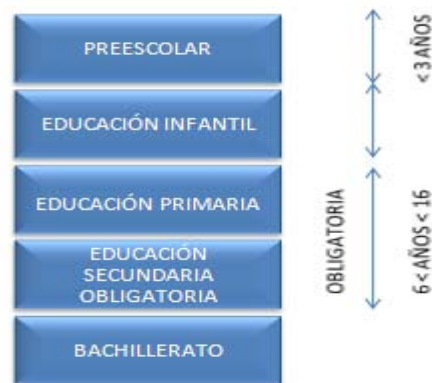 PREESCOLAR
EDUCACIÓN INFANTIL
EDUCACIÓN PRIMARIA
EDUCACIÓN
SECUNDARIA
OBLIGATORIA
BACHILLERATO
OBLIGATORIA
<3 AÑOS
6 < AÑOS < 16